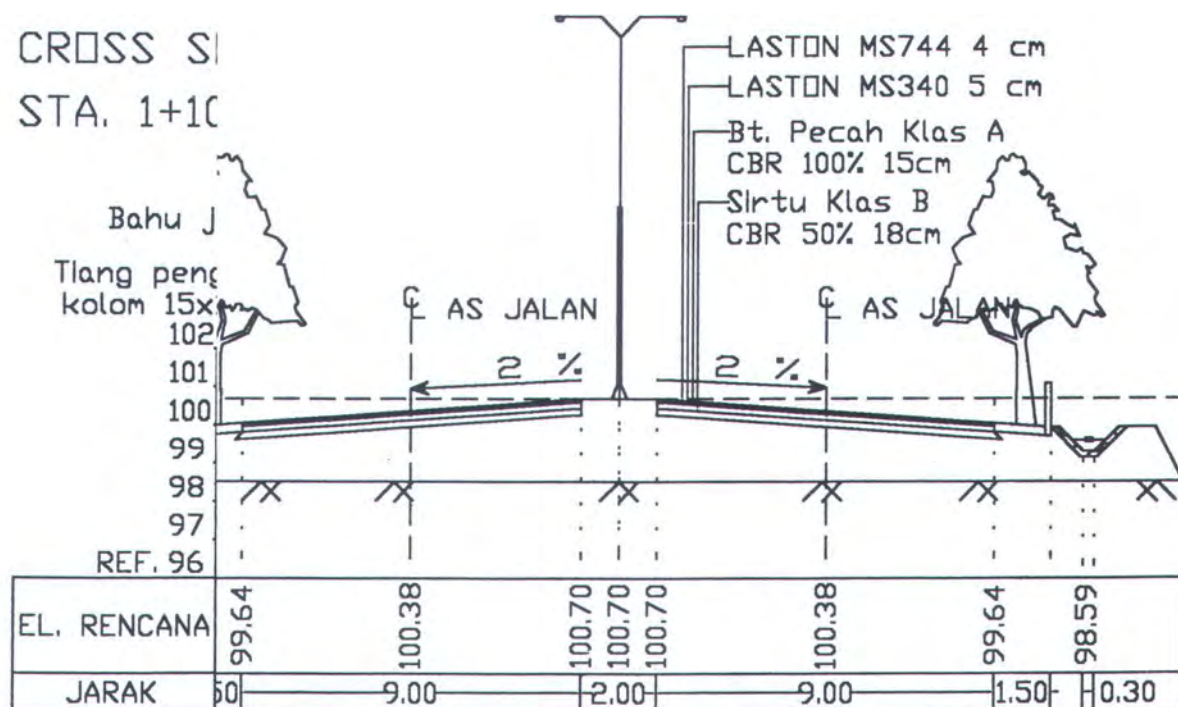 CROSS S
STA. 1+10
LASTON MS744 4 cm
LASTON MS340 5 cm
Bt. Pecah Klas A
CBR 100% 15cm
Sirtu Klas B
CBR 50% 18cm
Bahu J
Tiang peng
kolom 15x
℄ AS JALAN
℄ AS JALAN
2 %
2 %
102
101
100
99
98
97
REF. 96
EL. RENCANA 99.64 100.38 100.70 100.70 100.70 100.38 99.64 98.59
JARAK 50 9.00 2.00 9.00 1.50 0.30